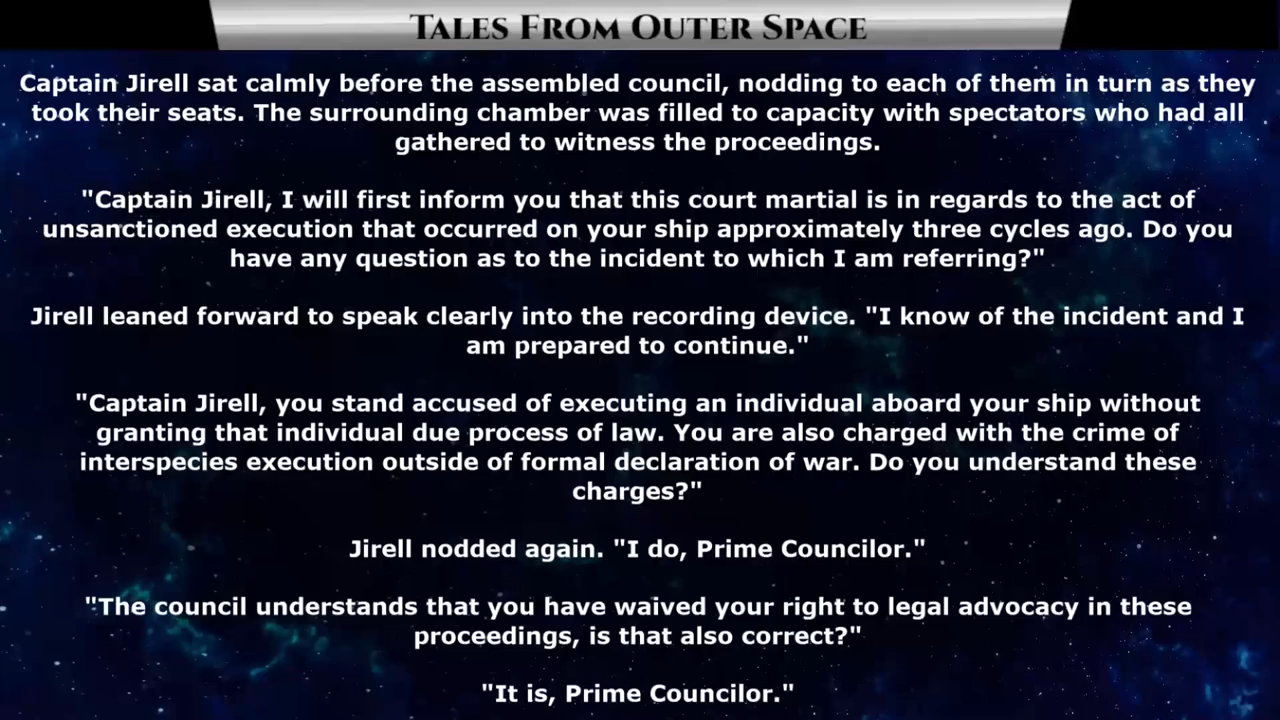 Tales From Outer Space
Captain Jirell sat calmly before the assembled council, nodding to each of them in turn as they
took their seats. The surrounding chamber was filled to capacity with spectators who had all
gathered to witness the proceedings.
"Captain Jirell, I will first inform you that this court martial is in regards to the act of
unsanctioned execution that occurred on your ship approximately three cycles ago. Do you
have any question as to the incident to which I am referring?"
Jirell leaned forward to speak clearly into the recording device. "I know of the incident and I
am prepared to continue."
"Captain Jirell, you stand accused of executing an individual aboard your ship without
granting that individual due process of law. You are also charged with the crime of
interspecies execution outside of formal declaration of war. Do you understand these
charges?"
Jirell nodded again. "I do, Prime Councilor."
"The council understands that you have waived your right to legal advocacy in these
proceedings, is that also correct?"
"It is, Prime Councilor."